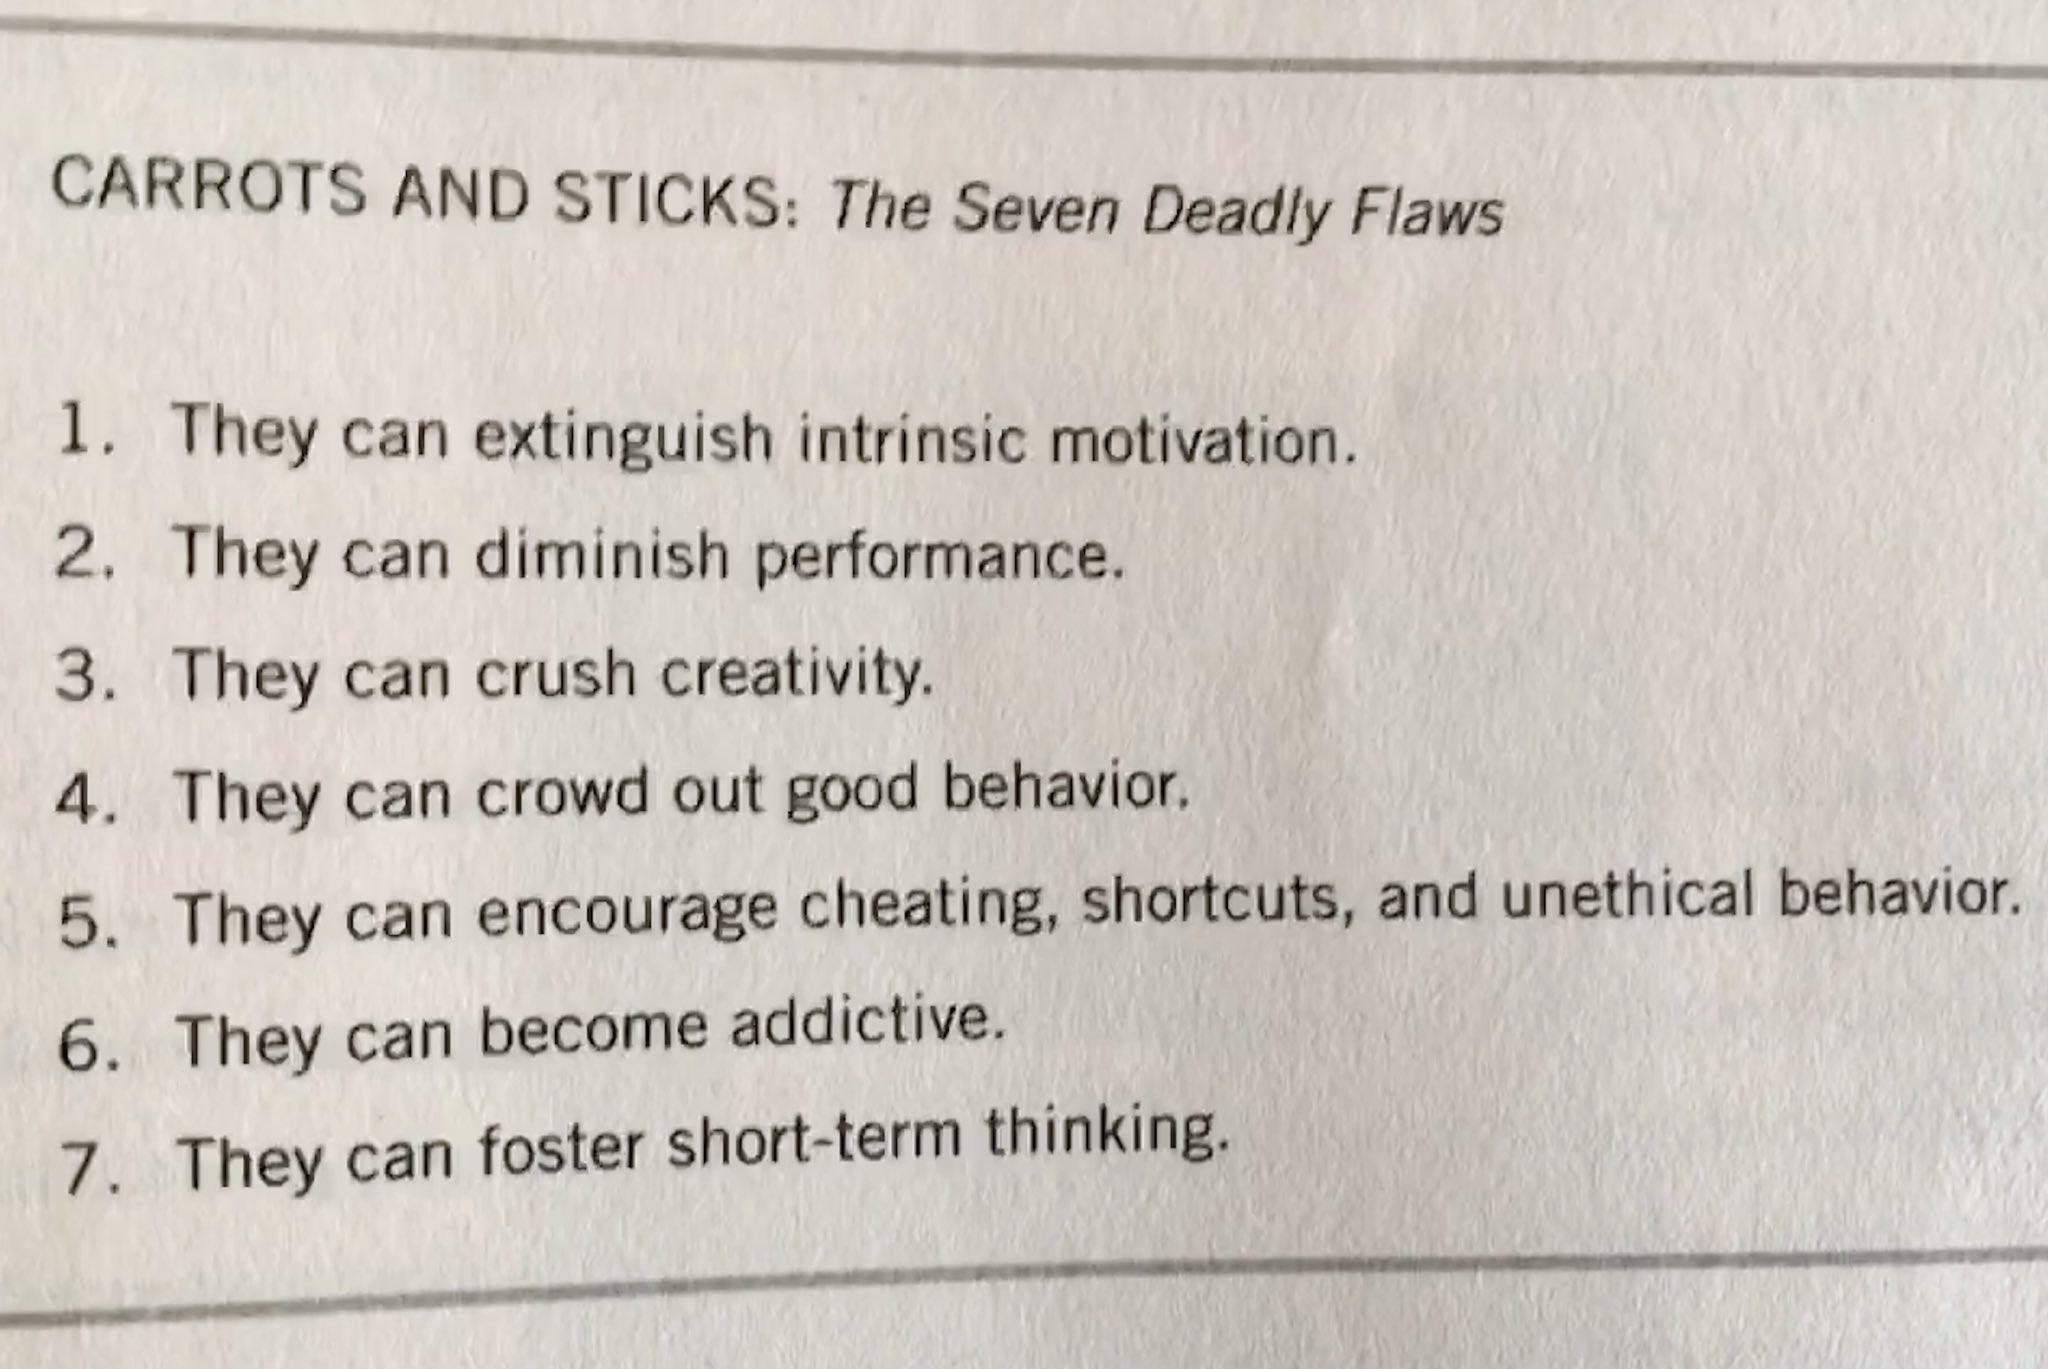 CARROTS AND STICKS: The Seven Deadly Flaws
1. They can extinguish intrinsic motivation.
2. They can diminish performance.
3. They can crush creativity.
4. They can crowd out good behavior.
5. They can encourage cheating, shortcuts, and unethical behavior.
6. They can become addictive.
7. They can foster short-term thinking.